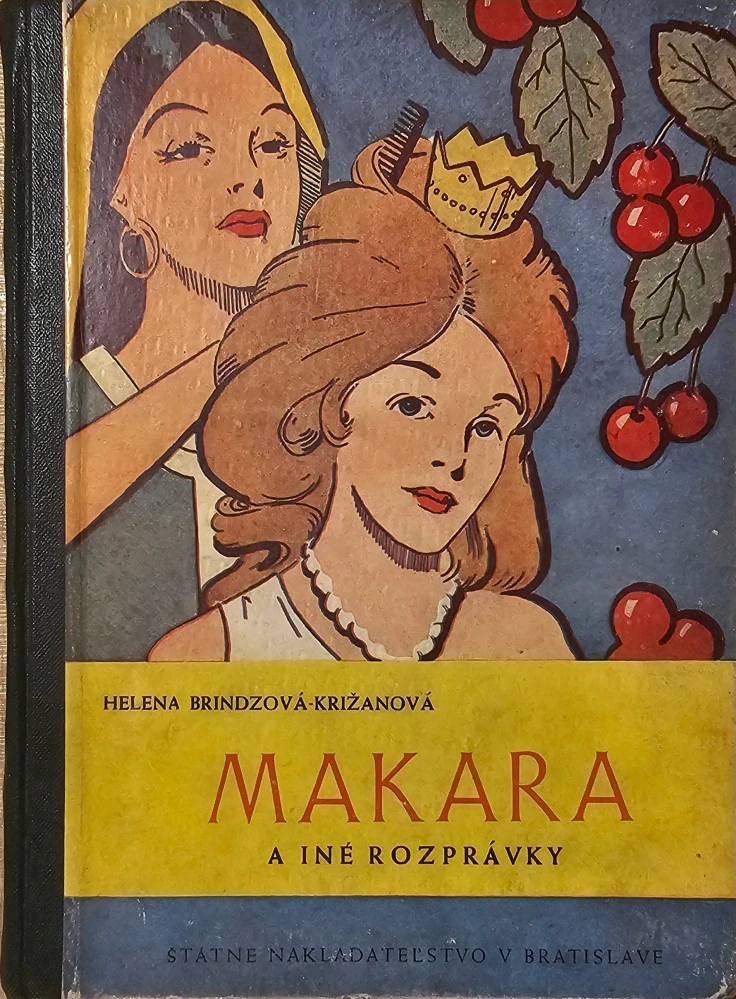 HELENA BRINDZOVÁ-KRIŽANOVÁ
MAKARA
A INÉ ROZPRÁVKY
ŠTÁTNE NAKLADATEĽSTVO V BRATISLAVE